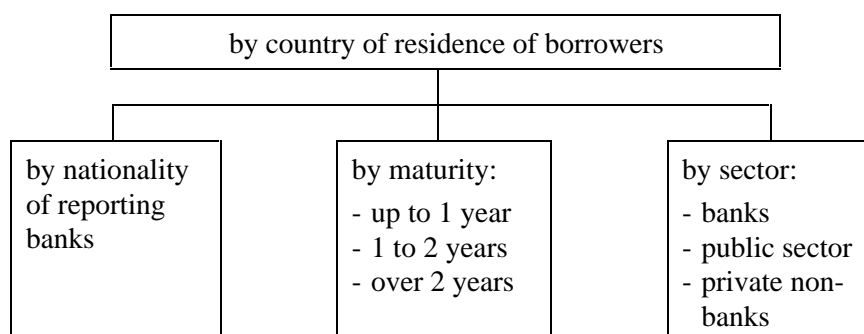 by country of residence of borrowers
by nationality
of reporting
banks
by maturity:
- up to 1 year
- 1 to 2 years
- over 2 years
by sector:
- banks
- public sector
- private non-
banks